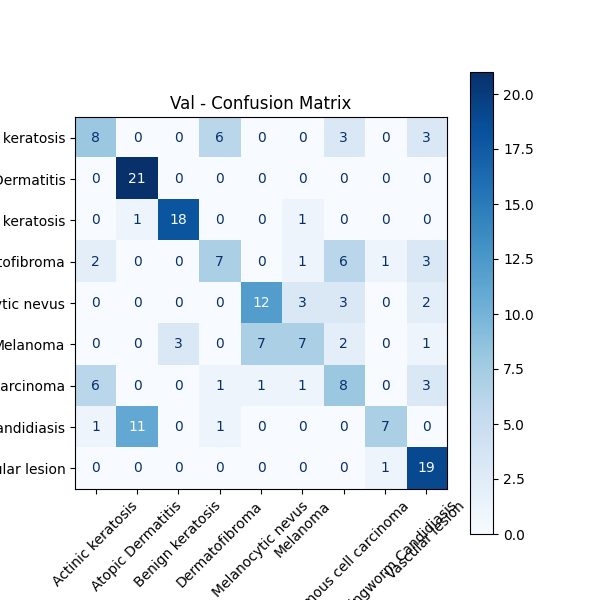 Val - Confusion Matrix
keratosis 8 0 0 6 0 0 3 0 3
Dermatitis 0 21 0 0 0 0 0 0 0
keratosis 0 1 18 0 0 1 0 0 0
tofibroma 2 0 0 7 0 1 6 1 3
ytic nevus 0 0 0 0 12 3 3 0 2
Melanoma 0 0 3 0 7 7 2 0 1
arcinoma 6 0 0 1 1 1 8 0 3
andidiasis 1 11 0 1 0 0 0 7 0
ular lesion 0 0 0 0 0 0 0 1 19
Actinic keratosis
Atopic Dermatitis
Benign keratosis
Dermatofibroma
Melanocytic nevus
Melanoma
mous cell carcinoma
ngworm Candidiasis
Vascular lesion
20.0
17.5
15.0
12.5
10.0
7.5
5.0
2.5
0.0